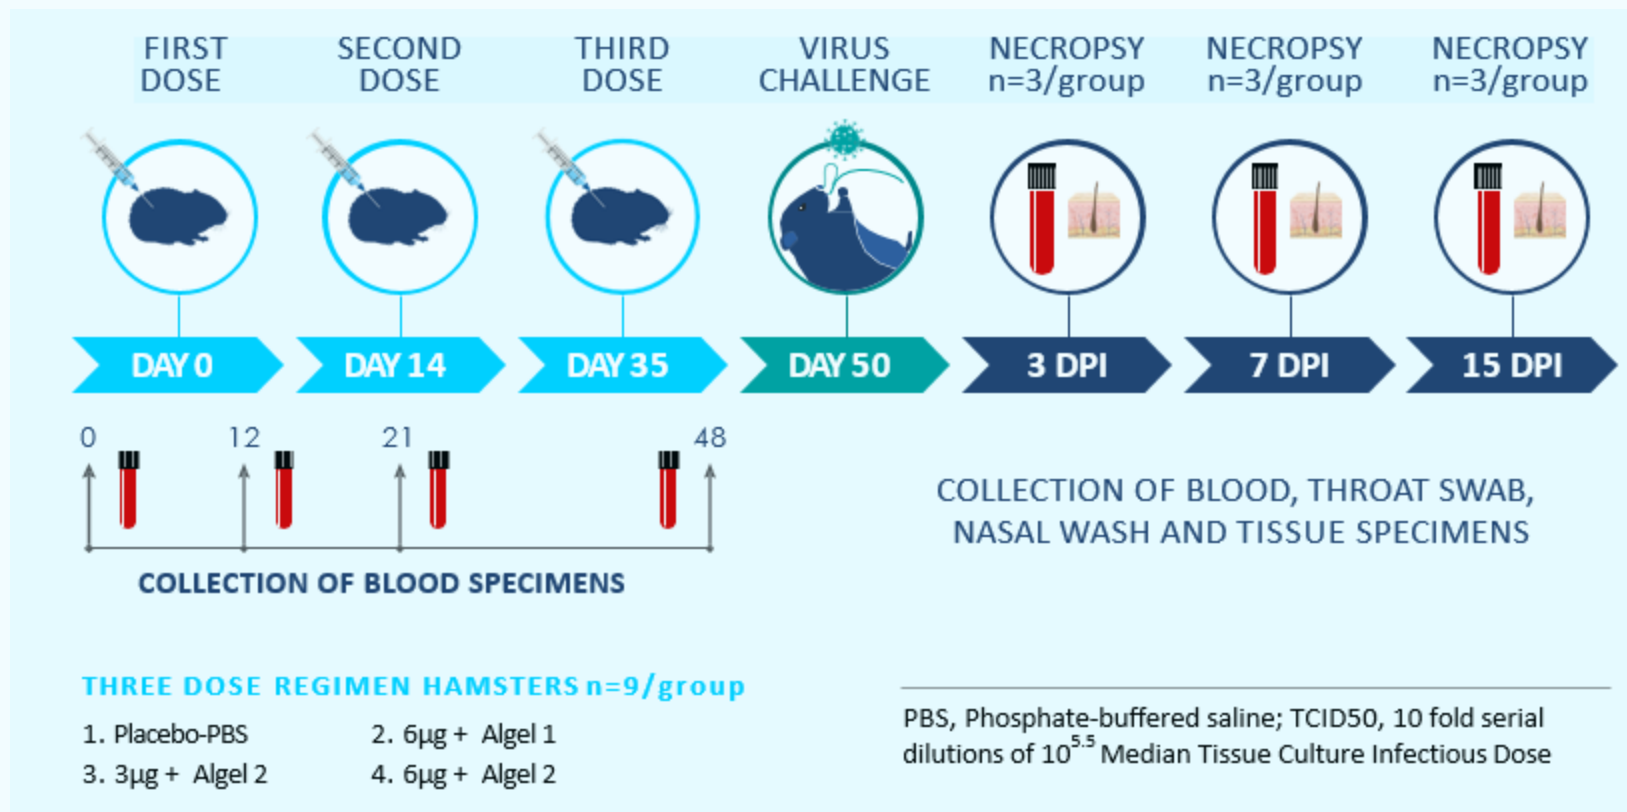 FIRST
DOSE
SECOND
DOSE
THIRD
DOSE
VIRUS
CHALLENGE
NECROPSY
n=3/group
NECROPSY
n=3/group
NECROPSY
n=3/group
DAY 0
DAY 14
DAY 35
DAY 50
3 DPI
7 DPI
15 DPI
0
12
21
48
COLLECTION OF BLOOD SPECIMENS
COLLECTION OF BLOOD, THROAT SWAB,
NASAL WASH AND TISSUE SPECIMENS
THREE DOSE REGIMEN HAMSTERS n=9/group
1. Placebo-PBS
2. 6µg + Algel 1
3. 3µg + Algel 2
4. 6µg + Algel 2
PBS, Phosphate-buffered saline; TCID50, 10 fold serial
dilutions of 10^5.5 Median Tissue Culture Infectious Dose